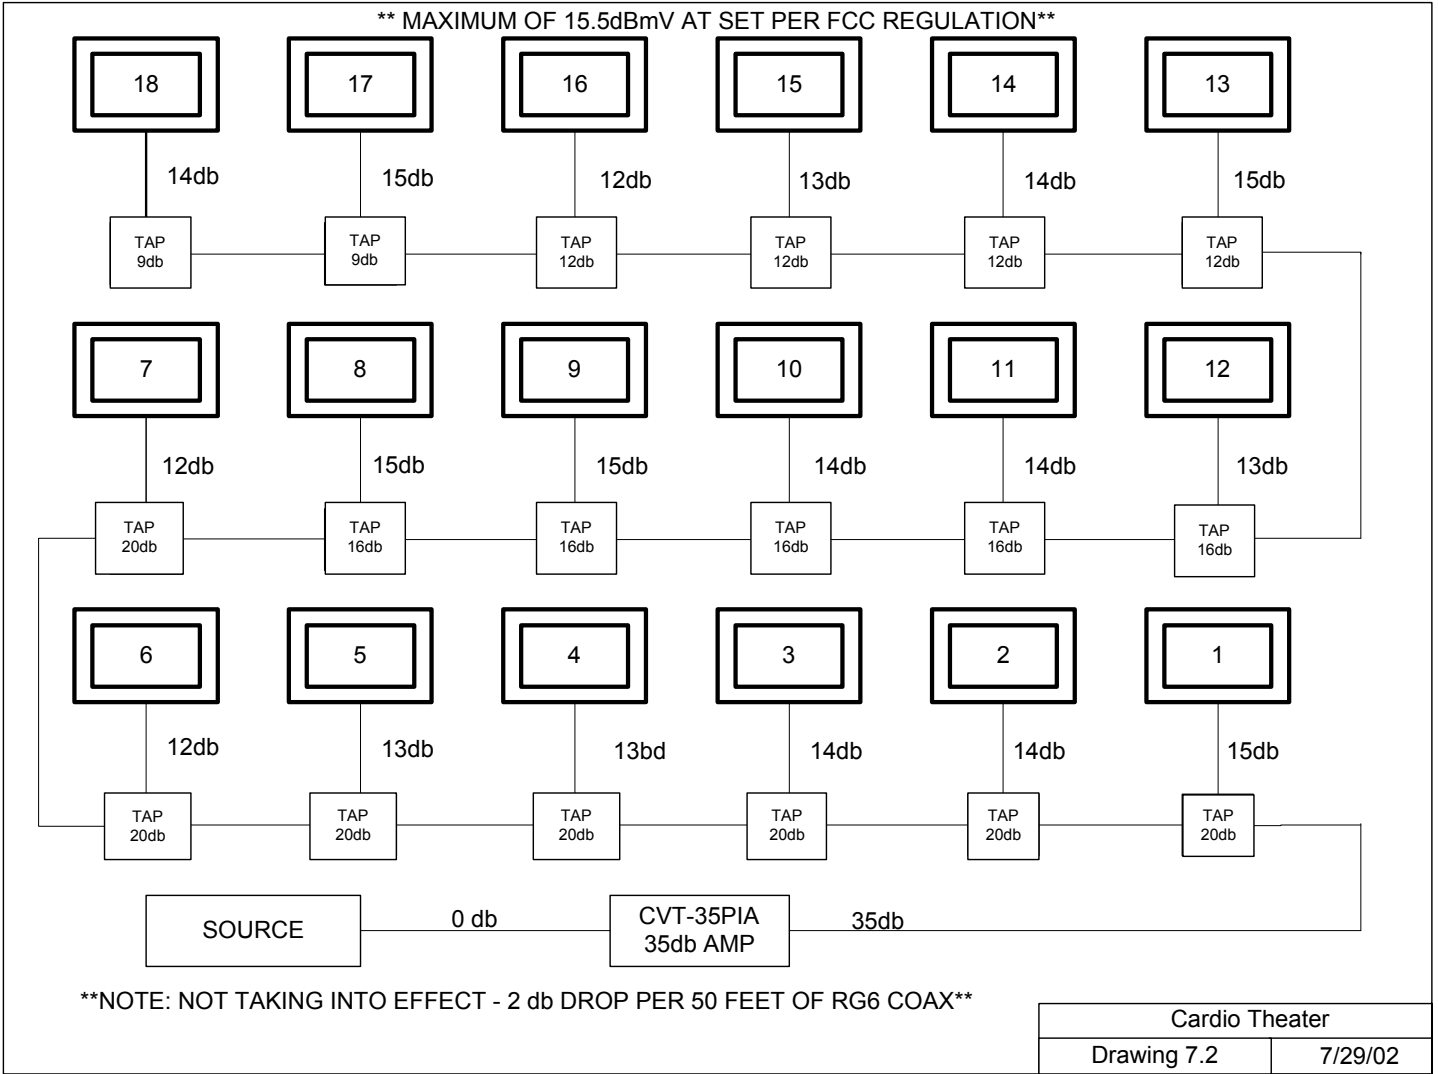 ** MAXIMUM OF 15.5dBmV AT SET PER FCC REGULATION**
18 17 16 15 14 13
14db 15db 12db 13db 14db 15db
TAP TAP TAP TAP TAP TAP
9db 9db 12db 12db 12db 12db
7 8 9 10 11 12
12db 15db 15db 14db 14db 13db
TAP TAP TAP TAP TAP TAP
20db 16db 16db 16db 16db 16db
6 5 4 3 2 1
12db 13db 13bd 14db 14db 15db
TAP TAP TAP TAP TAP TAP
20db 20db 20db 20db 20db 20db
SOURCE
0 db
CVT-35PIA
35db AMP
35db
**NOTE: NOT TAKING INTO EFFECT - 2 db DROP PER 50 FEET OF RG6 COAX**
Cardio Theater
Drawing 7.2 7/29/02